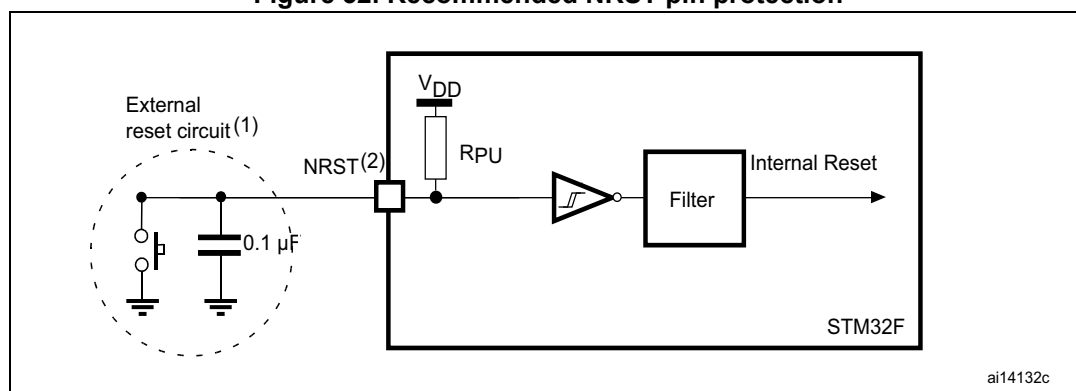 Figure 32. Recommended NRST pin protection
VDD
External
reset circuit(1)
NRST(2)
RPU
Internal Reset
Filter
0.1 μF
STM32F
ai14132c